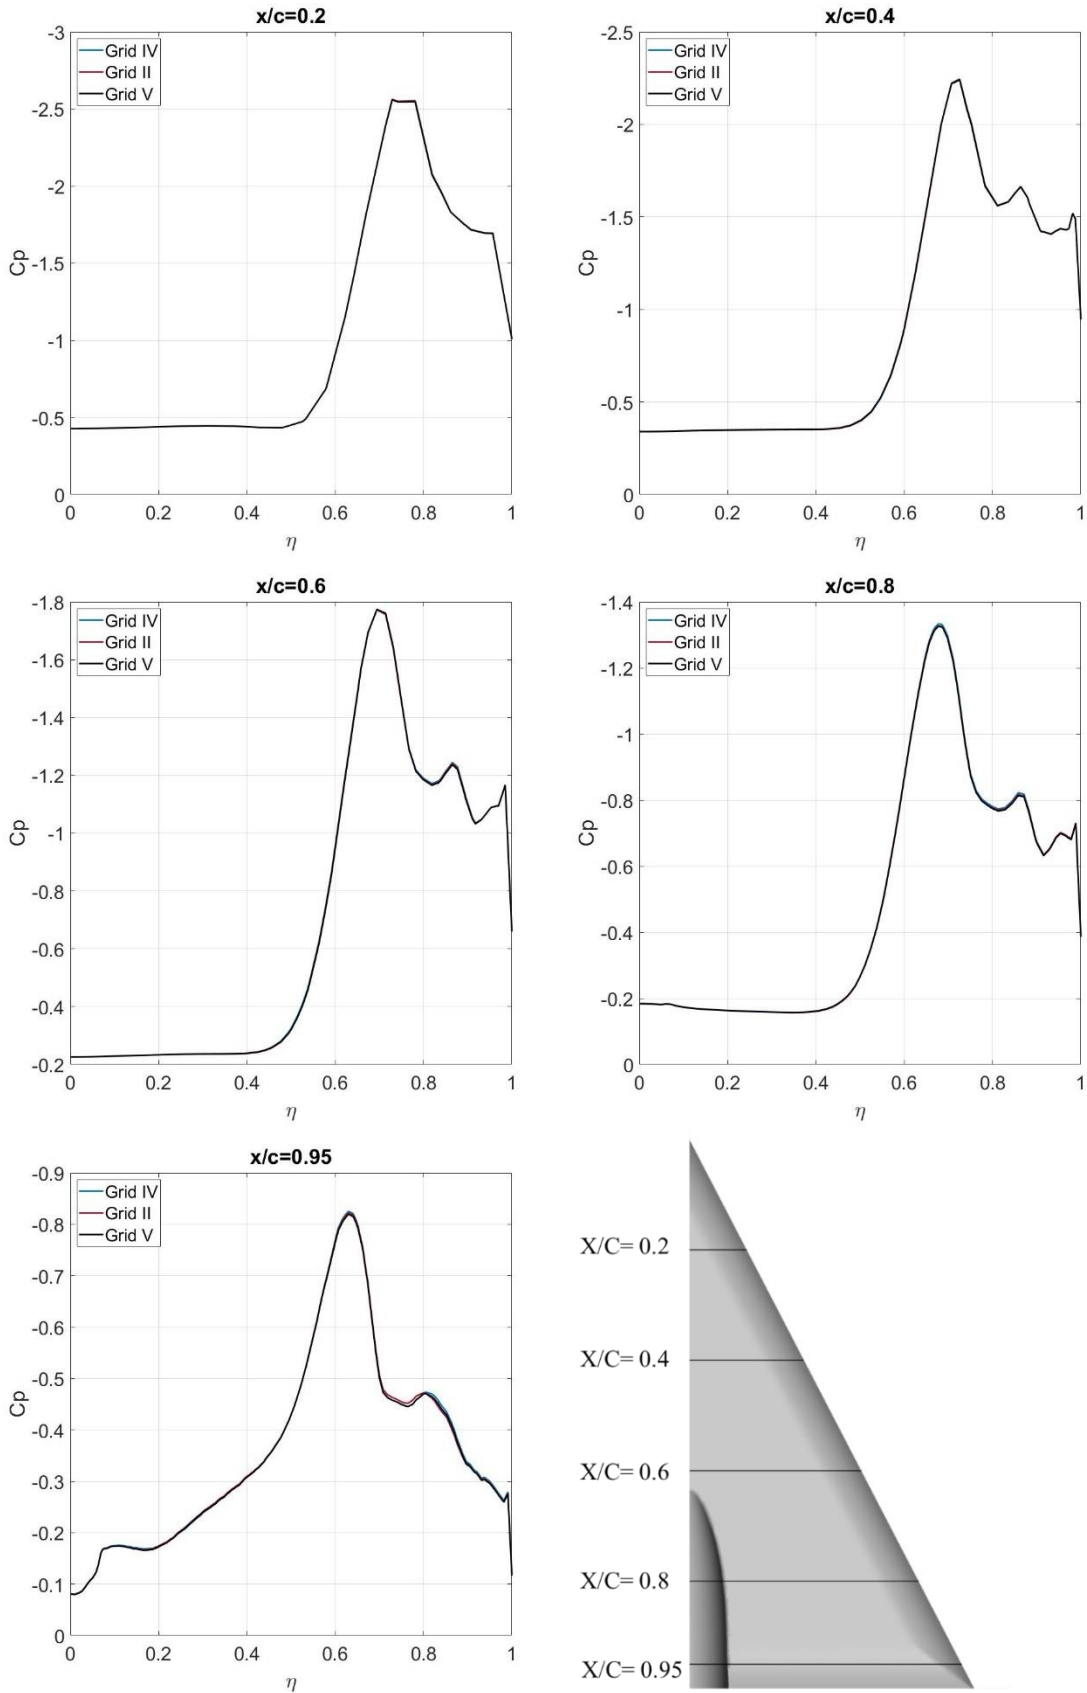 x/c=0.2
Grid IV
Grid II
Grid V
-3
-2.5
-2
-1.5
-1
-0.5
0
Cp
0 0.2 0.4 0.6 0.8 1
η
x/c=0.4
Grid IV
Grid II
Grid V
-2.5
-2
-1.5
-1
-0.5
0
Cp
0 0.2 0.4 0.6 0.8 1
η
x/c=0.6
Grid IV
Grid II
Grid V
-1.8
-1.6
-1.4
-1.2
-1
-0.8
-0.6
-0.4
-0.2
Cp
0 0.2 0.4 0.6 0.8 1
η
x/c=0.8
Grid IV
Grid II
Grid V
-1.4
-1.2
-1
-0.8
-0.6
-0.4
-0.2
0
Cp
0 0.2 0.4 0.6 0.8 1
η
x/c=0.95
Grid IV
Grid II
Grid V
-0.9
-0.8
-0.7
-0.6
-0.5
-0.4
-0.3
-0.2
-0.1
0
Cp
0 0.2 0.4 0.6 0.8 1
η
X/C= 0.2
X/C= 0.4
X/C= 0.6
X/C= 0.8
X/C= 0.95